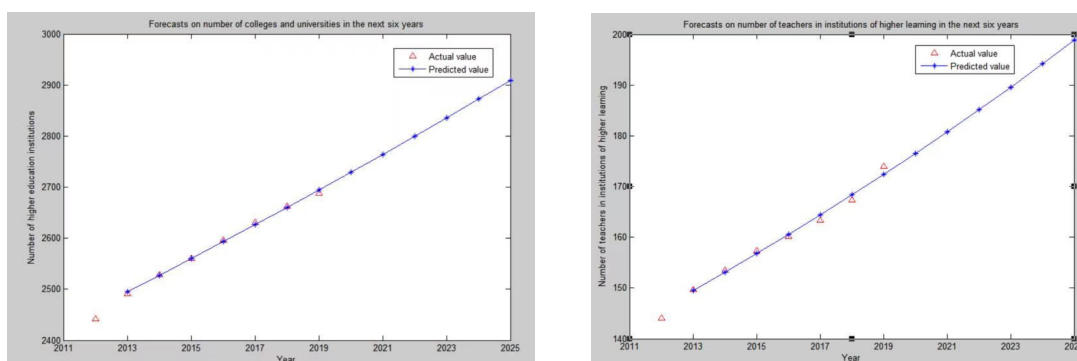 Forecasts on number of colleges and universities in the next six years
3000
2900
2800
2700
2600
2500
2400
Number of higher education institutions
Actual value
Predicted value
2011 2013 2015 2017 2019 2021 2023 2025
Year
Forecasts on number of teachers in institutions of higher learning in the next six years
200
190
180
170
160
150
140
Number of teachers in institutions of higher learning
Actual value
Predicted value
2011 2013 2015 2017 2019 2021 2023
Year